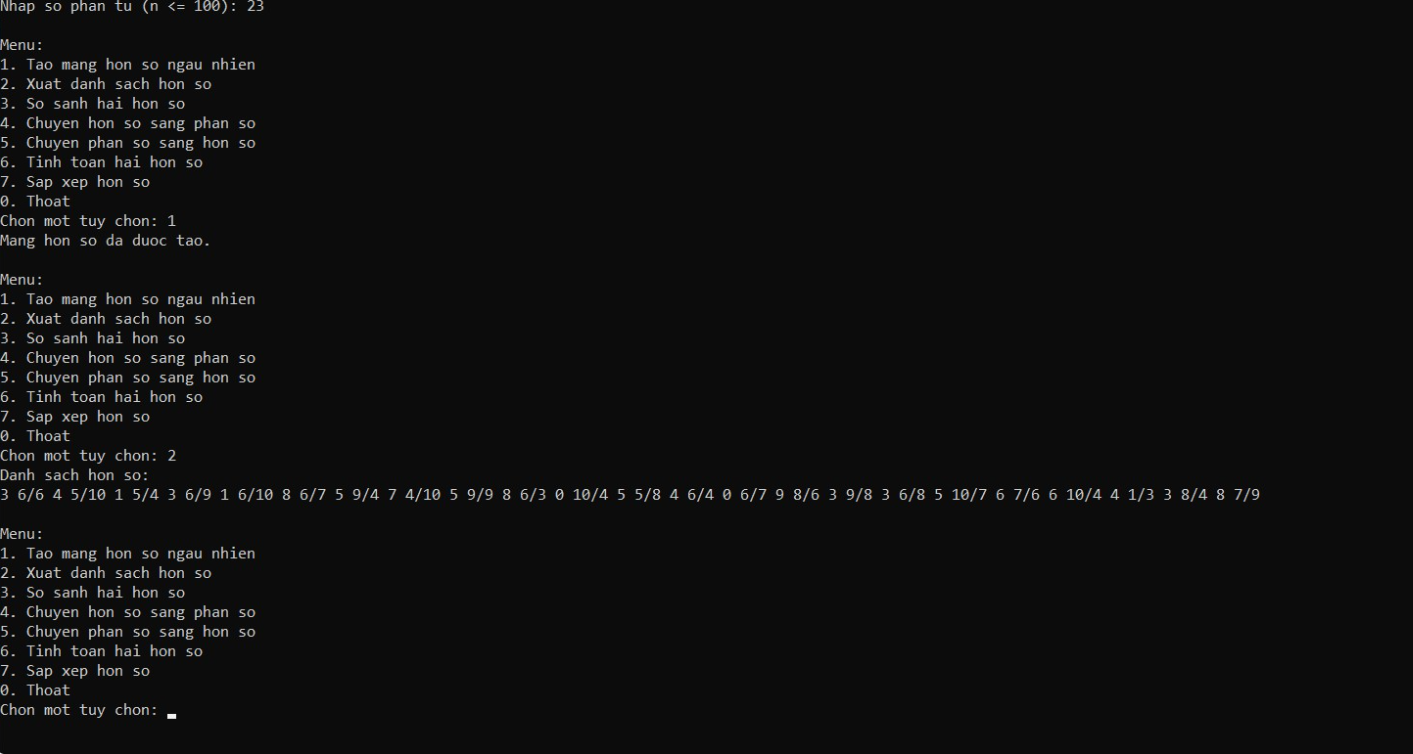 Nhap so phan tu (n <= 100): 23
Menu:
1. Tao mang hon so ngau nhien
2. Xuat danh sach hon so
3. So sanh hai hon so
4. Chuyen hon so sang phan so
5. Chuyen phan so sang hon so
6. Tinh toan hai hon so
7. Sap xep hon so
0. Thoat
Chon mot tuy chon: 1
Mang hon so da duoc tao.
Menu:
1. Tao mang hon so ngau nhien
2. Xuat danh sach hon so
3. So sanh hai hon so
4. Chuyen hon so sang phan so
5. Chuyen phan so sang hon so
6. Tinh toan hai hon so
7. Sap xep hon so
0. Thoat
Chon mot tuy chon: 2
Danh sach hon so:
3 6/6 4 5/10 1 5/4 3 6/9 1 6/10 8 6/7 5 9/4 7 4/10 5 9/9 8 6/3 0 10/4 5 5/8 4 6/4 0 6/7 9 8/6 3 9/8 3 6/8 5 10/7 6 7/6 6 10/4 4 1/3 3 8/4 8 7/9
Menu:
1. Tao mang hon so ngau nhien
2. Xuat danh sach hon so
3. So sanh hai hon so
4. Chuyen hon so sang phan so
5. Chuyen phan so sang hon so
6. Tinh toan hai hon so
7. Sap xep hon so
0. Thoat
Chon mot tuy chon: